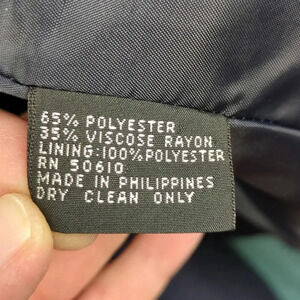 65% POLYESTER
35% VISCOSE RAYON
LINING:100% POLYESTER
RN 50610
MADE IN PHILIPPINES
DRY CLEAN ONLY